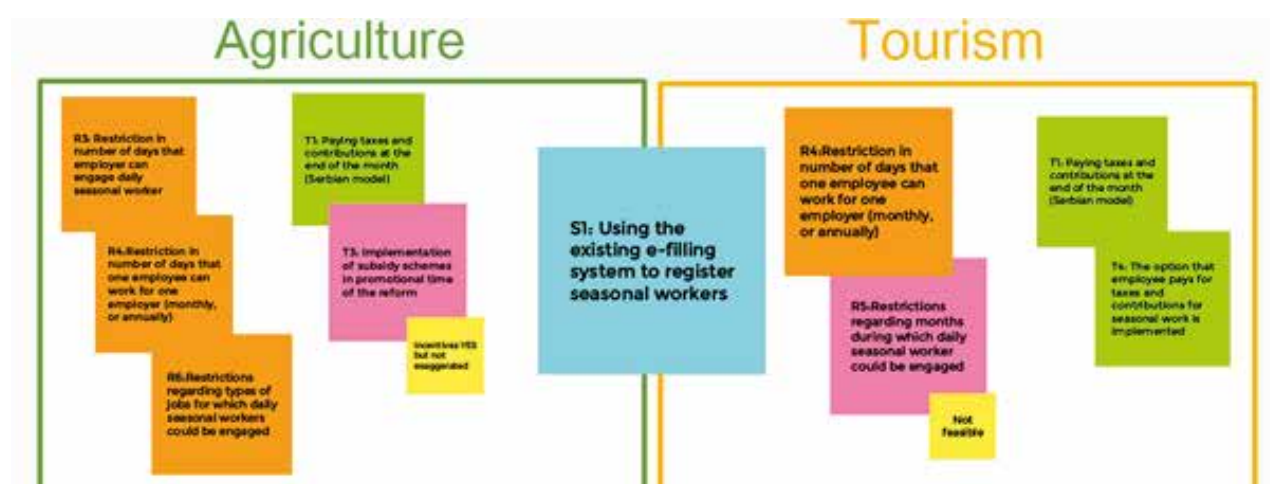 Agriculture
Tourism
R3: Restriction in
number of days that
employer can
engage daily
seasonal worker
R4:Restriction in
number of days that
one employee can
work for one
employer (monthly,
or annually)
R6:Restrictions
regarding types of
jobs for which daily
seasonal workers
could be engaged
T1: Paying taxes and
contributions at the
end of the month
(Serbian model)
T3: Implementation
of subsidy schemes
in promotional time
of the reform
Incentives YES
but not
exaggerated
S1: Using the
existing e-filling
system to register
seasonal workers
R4:Restriction in
number of days that
one employee can
work for one
employer (monthly,
or annually)
R5:Restrictions
regarding months
during which daily
seasonal worker
could be engaged
Not
feasible
T1: Paying taxes and
contributions at the
end of the month
(Serbian model)
T4: The option that
employee pays for
taxes and
contributions for
seasonal work is
implemented